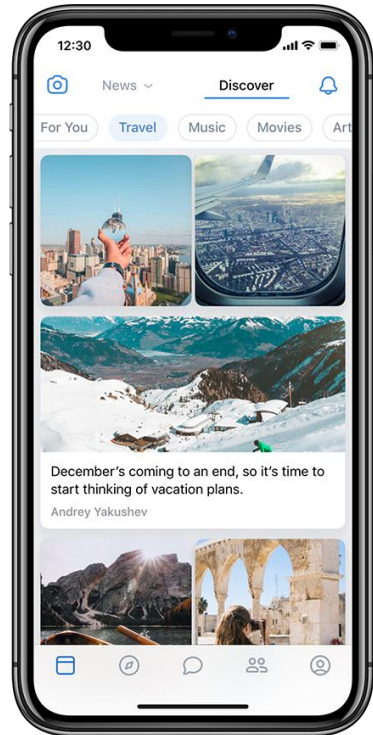 12:30
News
Discover
For You
Travel
Music
Movies
Art
December's coming to an end, so it's time to
start thinking of vacation plans.
Andrey Yakushev